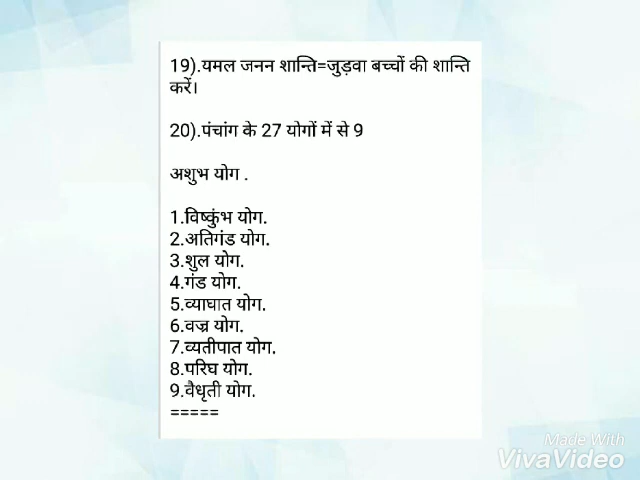 19).यमल जनन शान्ति=जुड़वा बच्चों की शान्ति
करें।
20).पंचांग के 27 योगों में से 9
अशुभ योग .
1.विष्कुंभ योग.
2.अतिगंड योग.
3.शुल योग.
4.गंड योग.
5.व्याघात योग.
6.वज्र योग.
7.व्यतीपात योग.
8.परिघ योग.
9.वैधृती योग.
=====
Made With
VivaVideo